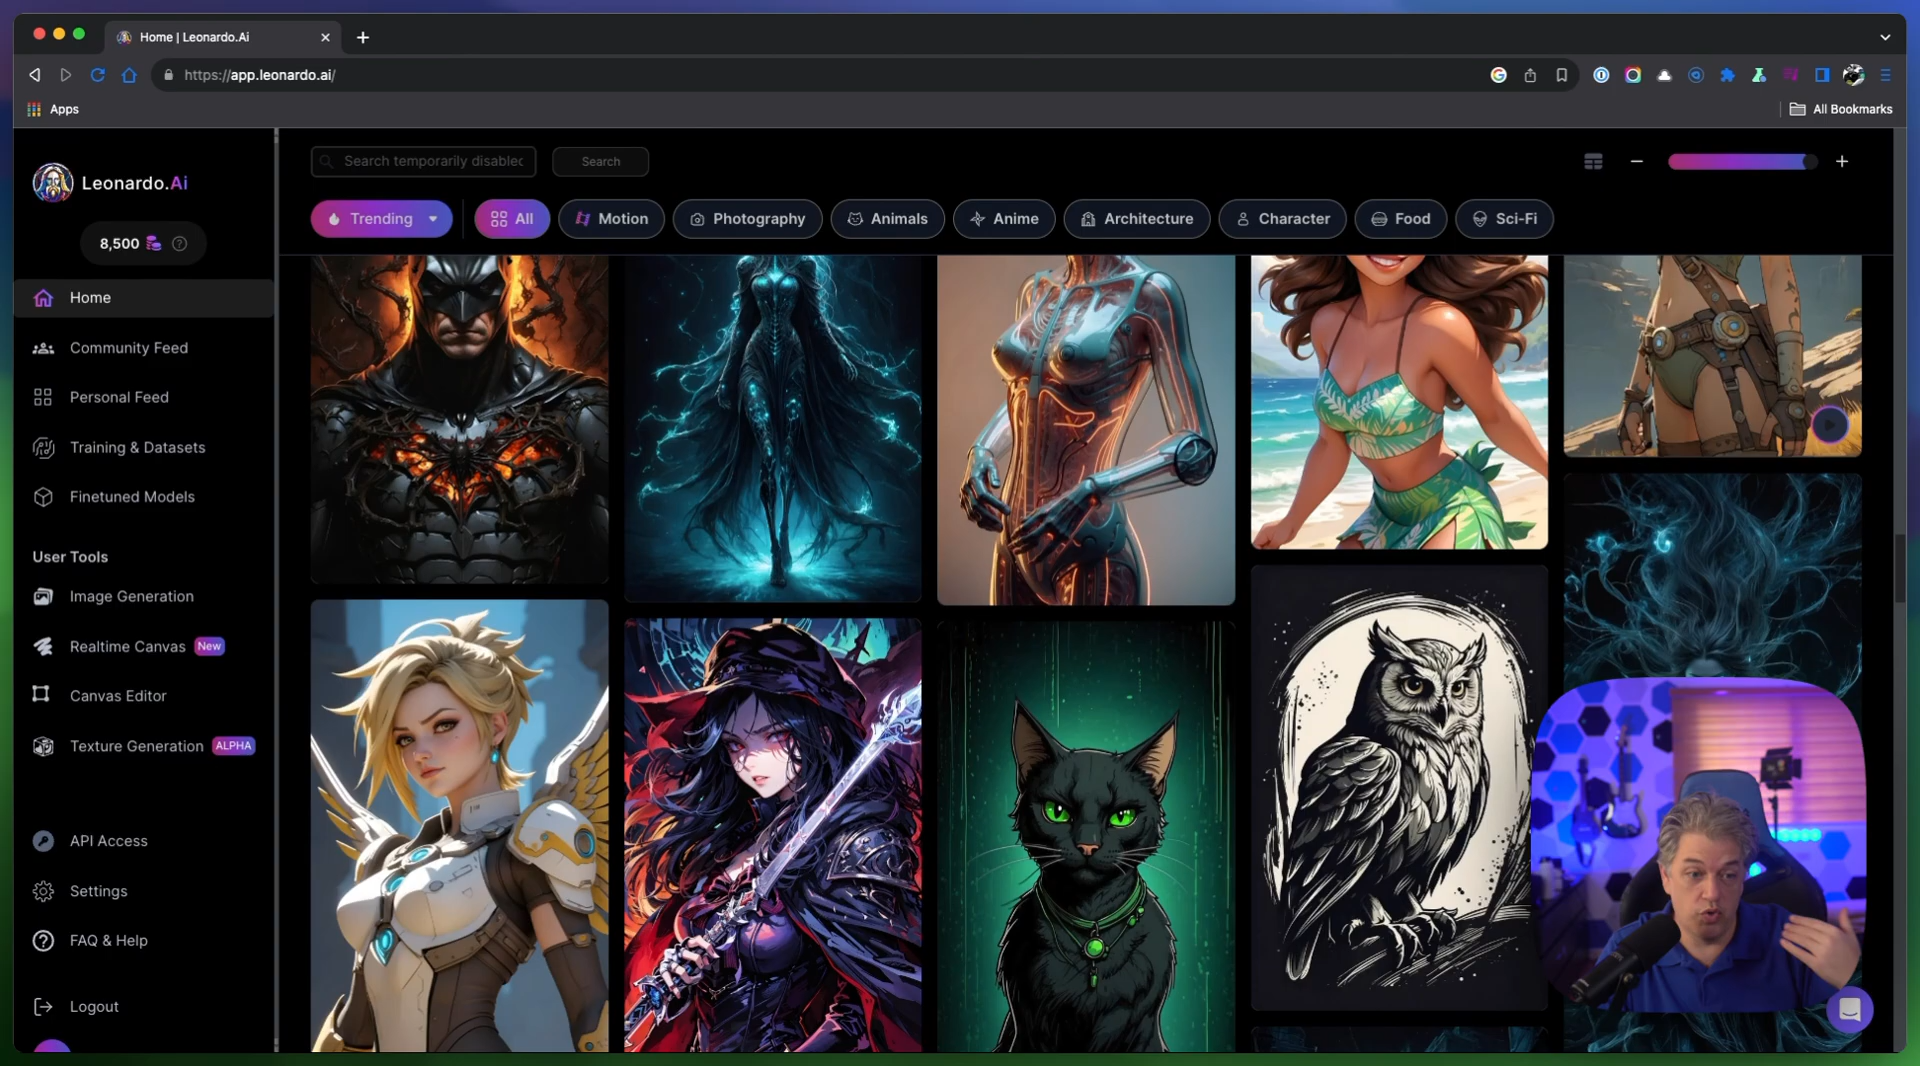 Home | Leonardo.Ai
https://app.leonardo.ai/
Apps
All Bookmarks
Leonardo.Ai
8,500
Home
Community Feed
Personal Feed
Training & Datasets
Finetuned Models
User Tools
Image Generation
Realtime Canvas New
Canvas Editor
Texture Generation ALPHA
API Access
Settings
FAQ & Help
Logout
Search temporarily disabled
Search
Trending
All
Motion
Photography
Animals
Anime
Architecture
Character
Food
Sci-Fi